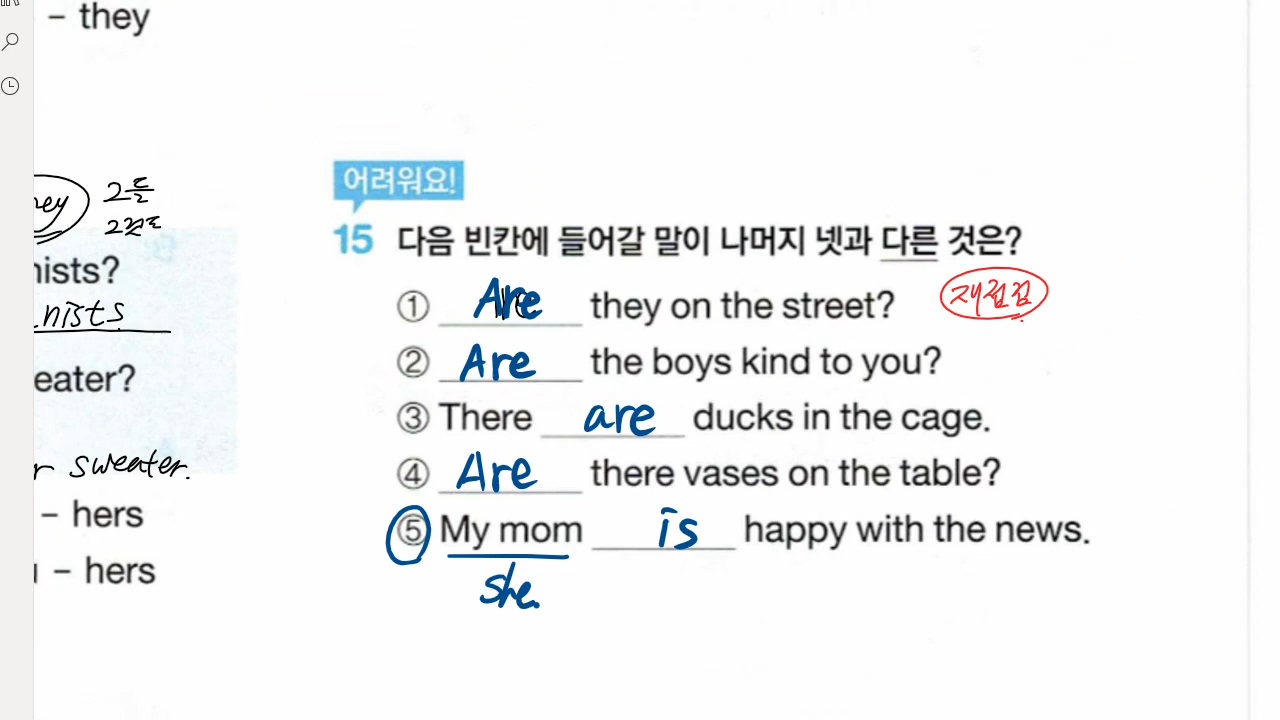 - they
그들
그것들
hey
nists?
nists
eater?
r sweater.
- hers
- hers
어려워요!
15 다음 빈칸에 들어갈 말이 나머지 넷과 다른 것은?
① Are they on the street?
재점검
② Are the boys kind to you?
③ There are ducks in the cage.
④ Are there vases on the table?
⑤ My mom is happy with the news.
she.